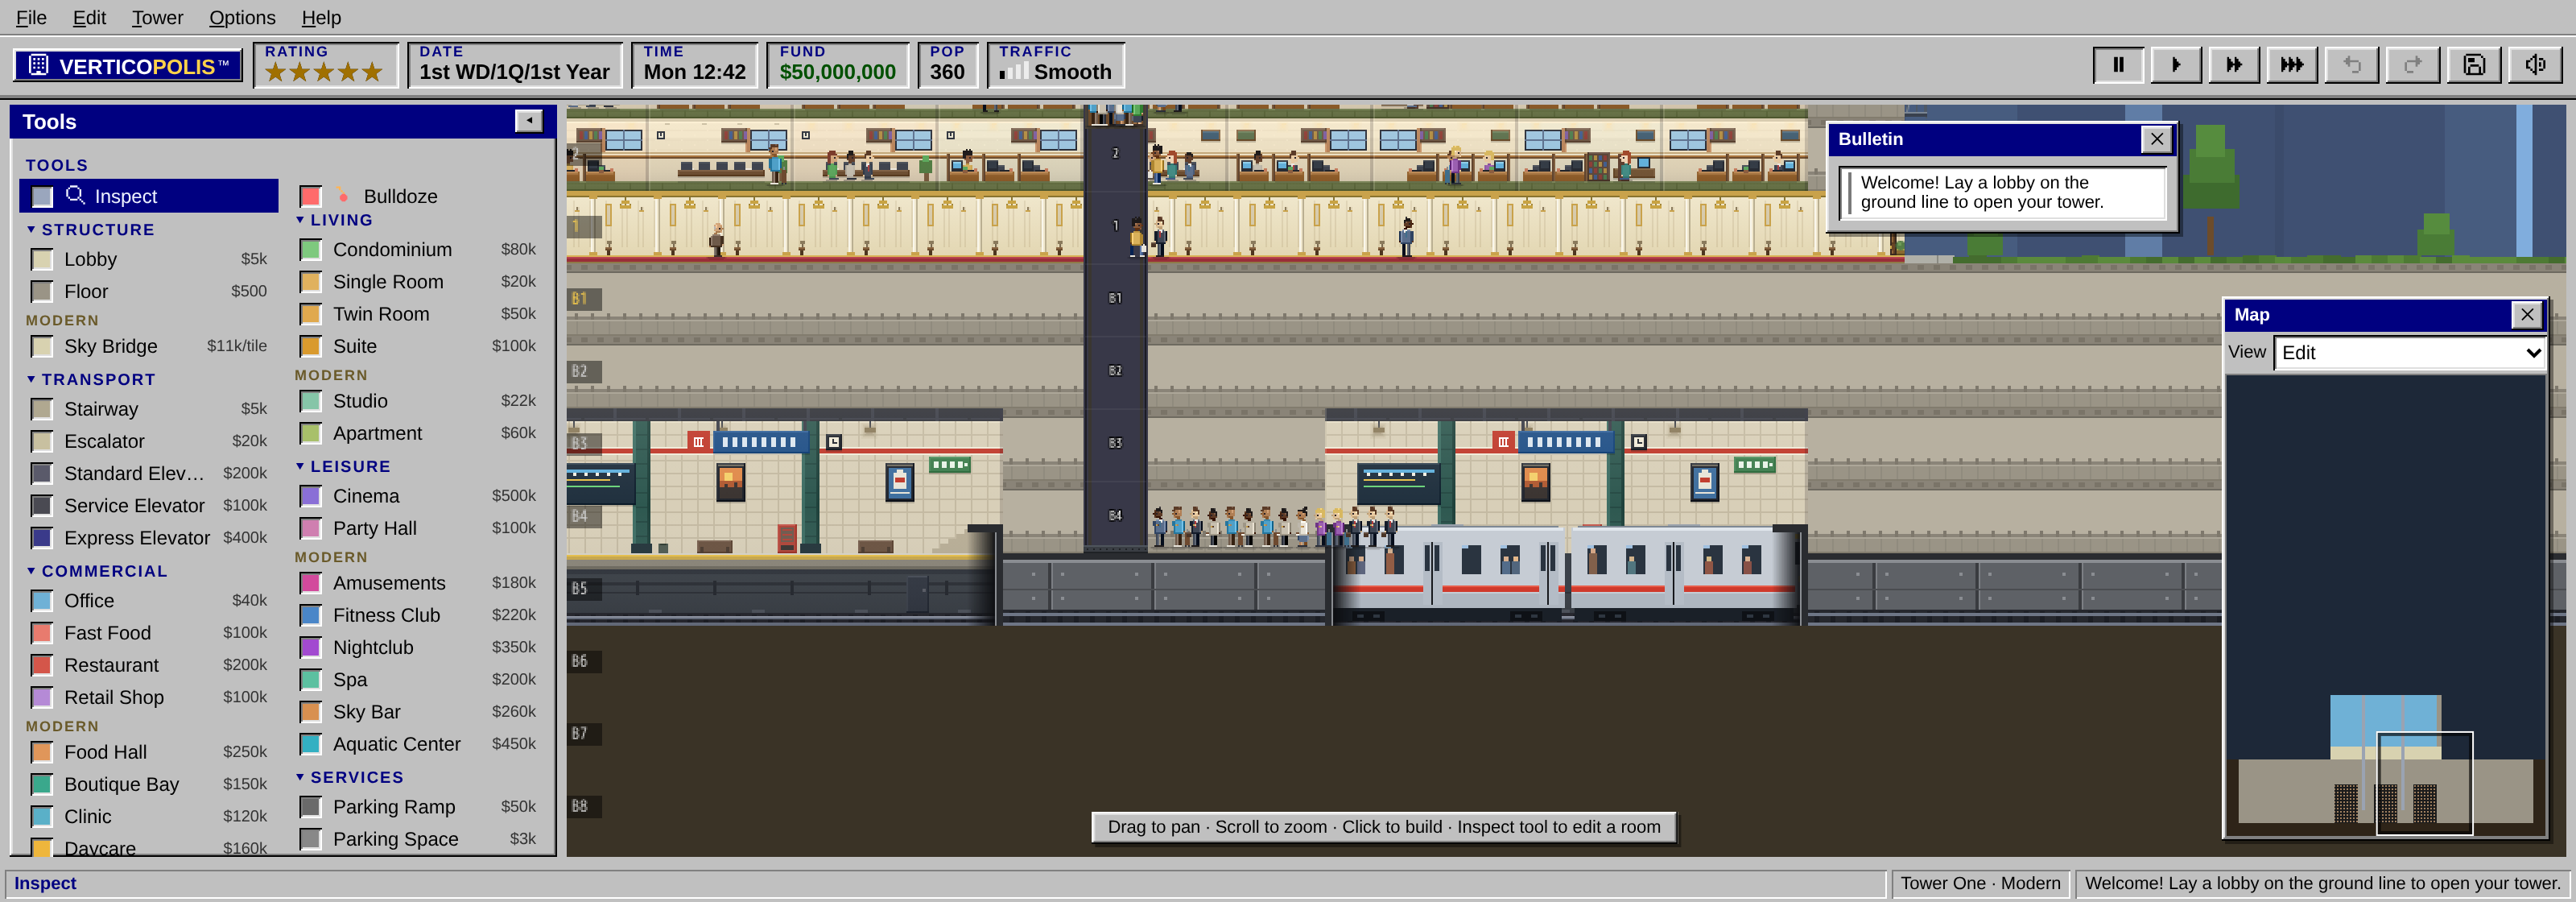 File Edit Tower Options Help
VERTICOPOLIS™
RATING
★★★★★
DATE
1st WD/1Q/1st Year
TIME
Mon 12:42
FUND
$50,000,000
POP
360
TRAFFIC
Smooth
Tools
TOOLS
Inspect
Bulldoze
STRUCTURE
Lobby $5k
Floor $500
MODERN
Sky Bridge $11k/tile
TRANSPORT
Stairway $5k
Escalator $20k
Standard Elev… $200k
Service Elevator $100k
Express Elevator $400k
COMMERCIAL
Office $40k
Fast Food $100k
Restaurant $200k
Retail Shop $100k
MODERN
Food Hall $250k
Boutique Bay $150k
Clinic $120k
Daycare $160k
LIVING
Condominium $80k
Single Room $20k
Twin Room $50k
Suite $100k
MODERN
Studio $22k
Apartment $60k
LEISURE
Cinema $500k
Party Hall $100k
MODERN
Amusements $180k
Fitness Club $220k
Nightclub $350k
Spa $200k
Sky Bar $260k
Aquatic Center $450k
SERVICES
Parking Ramp $50k
Parking Space $3k
2
1
B1
B2
B3
B4
B5
B6
B7
B8
2
1
B1
B2
B3
B4
Bulletin
Welcome! Lay a lobby on the
ground line to open your tower.
Map
View Edit
Drag to pan · Scroll to zoom · Click to build · Inspect tool to edit a room
Inspect
Tower One · Modern
Welcome! Lay a lobby on the ground line to open your tower.